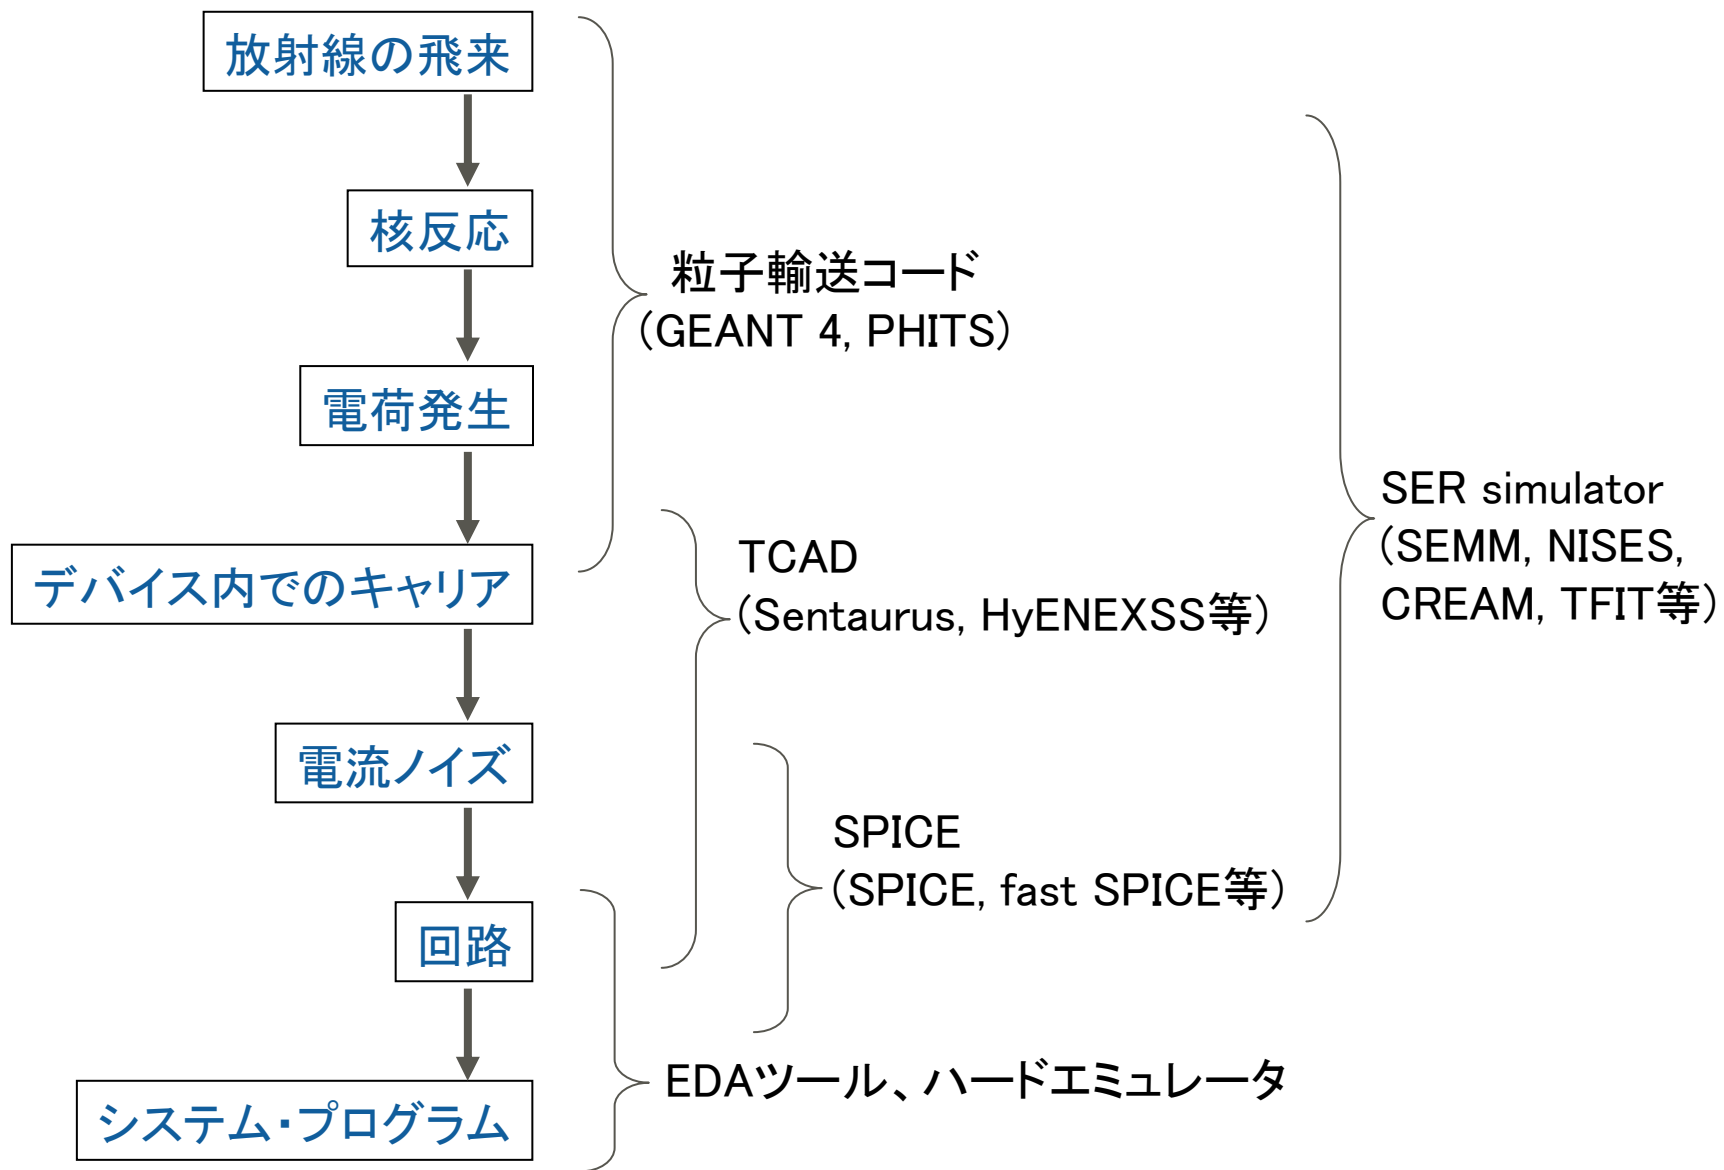 放射線の飛来
核反応
電荷発生
デバイス内でのキャリア
電流ノイズ
回路
システム・プログラム
粒子輸送コード
(GEANT 4, PHITS)
TCAD
(Sentaurus, HyENEXSS等)
SPICE
(SPICE, fast SPICE等)
EDAツール、ハードエミュレータ
SER simulator
(SEMM, NISES,
CREAM, TFIT等)